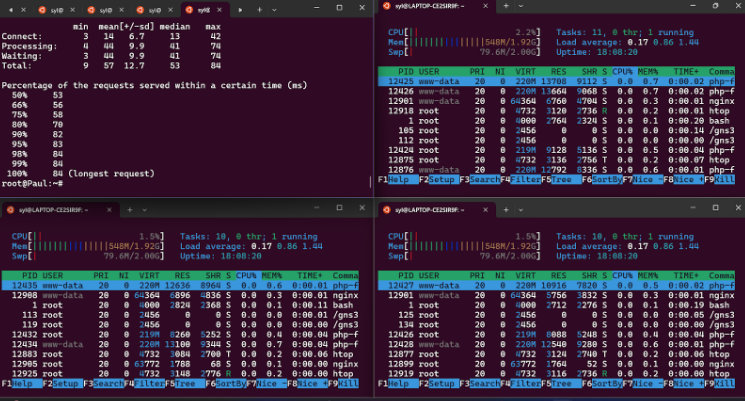 syl@ syl@ syl@ syl@
min mean[+/-sd] median max
Connect: 3 14 6.7 13 42
Processing: 4 44 9.9 41 74
Waiting: 3 44 9.9 41 74
Total: 9 57 12.7 53 84
Percentage of the requests served within a certain time (ms)
50% 53
66% 56
75% 58
80% 70
90% 82
95% 83
98% 84
99% 84
100% 84 (longest request)
root@Paul:~#
syl@LAPTOP-CE2SIR9F: ~
CPU[ 2.2%] Tasks: 11, 0 thr; 1 running
Mem[ 548M/1.92G] Load average: 0.17 0.86 1.44
Swp[ 79.6M/2.00G] Uptime: 18:08:20
PID USER PRI NI VIRT RES SHR S CPU% MEM% TIME+ Comma
12425 www-data 20 0 220M 13708 9112 S 0.0 0.7 0:00.02 php-f
12426 www-data 20 0 220M 13664 9068 S 0.7 0.7 0:00.02 php-f
12901 www-data 20 0 64364 6760 4704 S 0.0 0.3 0:00.01 nginx
12918 root 20 0 4732 3120 2736 R 0.0 0.2 0:00.01 htop
1 root 20 0 4000 2764 2324 S 0.0 0.1 0:00.20 bash
105 root 20 0 2456 0 0 S 0.0 0.0 0:00.14 /gns3
112 root 20 0 2456 0 0 S 0.0 0.0 0:00.00 /gns3
12424 root 20 0 219M 9128 5136 S 0.0 0.5 0:00.04 php-f
12875 root 20 0 4732 3136 2756 T 0.0 0.2 0:00.07 htop
12876 www-data 20 0 220M 12792 8336 S 0.0 0.6 0:00.01 php-f
F1Help F2Setup F3SearchF4FilterF5Tree F6SortByF7Nice -F8Nice +F9Kill
syl@LAPTOP-CE2SIR9F: ~
CPU[ 1.5%] Tasks: 10, 0 thr; 1 running
Mem[ 548M/1.92G] Load average: 0.17 0.86 1.44
Swp[ 79.6M/2.00G] Uptime: 18:08:20
PID USER PRI NI VIRT RES SHR S CPU% MEM% TIME+ Comma
12435 www-data 20 0 220M 12636 8964 S 0.0 0.6 0:00.01 php-f
12908 www-data 20 0 64364 6896 4836 S 0.0 0.3 0:00.01 nginx
1 root 20 0 4000 2824 2368 S 0.0 0.1 0:00.11 bash
113 root 20 0 2456 0 0 S 0.0 0.0 0:00.01 /gns3
119 root 20 0 2456 0 0 S 0.0 0.0 0:00.00 /gns3
12432 root 20 0 219M 8260 5252 S 0.0 0.4 0:00.04 php-f
12434 www-data 20 0 220M 13100 9344 S 0.0 0.7 0:00.02 php-f
12883 root 20 0 4732 3084 2700 T 0.0 0.2 0:00.06 htop
12905 root 20 0 63772 1788 68 S 0.0 0.1 0:00.00 nginx
12925 root 20 0 4732 3148 2776 R 0.0 0.2 0:00.00 htop
F1Help F2Setup F3SearchF4FilterF5Tree F6SortByF7Nice -F8Nice +F9Kill
syl@LAPTOP-CE2SIR9F: ~
CPU[ 1.5%] Tasks: 10, 0 thr; 1 running
Mem[ 548M/1.92G] Load average: 0.17 0.86 1.44
Swp[ 79.6M/2.00G] Uptime: 18:08:20
PID USER PRI NI VIRT RES SHR S CPU% MEM% TIME+ Comma
12427 www-data 20 0 220M 10916 7820 S 0.0 0.5 0:00.01 php-f
12901 www-data 20 0 64364 5756 3832 S 0.0 0.3 0:00.01 nginx
1 root 20 0 4000 2712 2276 S 0.0 0.1 0:00.19 bash
125 root 20 0 2456 0 0 S 0.0 0.0 0:00.05 /gns3
134 root 20 0 2456 0 0 S 0.0 0.0 0:00.00 /gns3
12426 root 20 0 219M 8088 5248 S 0.0 0.4 0:00.04 php-f
12428 www-data 20 0 220M 12540 9280 S 0.0 0.6 0:00.01 php-f
12877 root 20 0 4732 3124 2740 T 0.0 0.2 0:00.06 htop
12899 root 20 0 63772 1764 52 S 0.0 0.1 0:00.00 nginx
12919 root 20 0 4732 3116 2736 R 0.0 0.2 0:00.00 htop
F1Help F2Setup F3SearchF4FilterF5Tree F6SortByF7Nice -F8Nice +F9Kill